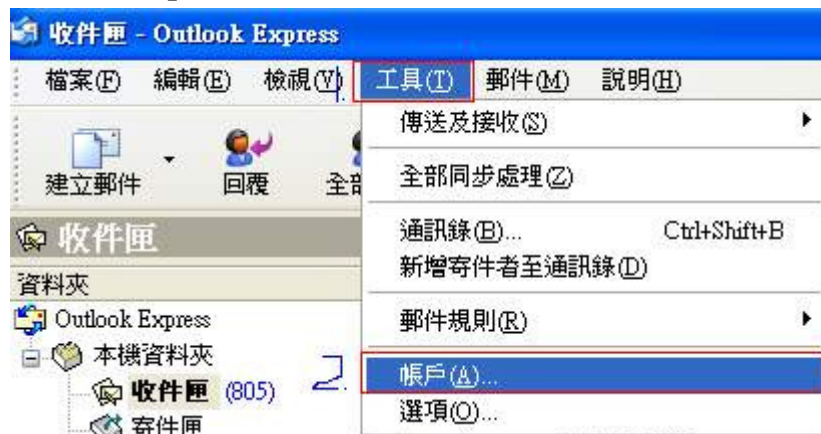 收件匣 - Outlook Express
檔案(F) 編輯(E) 檢視(V) 工具(T) 郵件(M) 說明(H)
1.
建立郵件 回覆 全部
傳送及接收(S)
全部同步處理(Z)
通訊錄(B)... Ctrl+Shift+B
新增寄件者至通訊錄(D)
郵件規則(R)
帳戶(A)...
選項(O)...
收件匣
資料夾
Outlook Express
本機資料夾
2.
收件匣 (805)
寄件匣